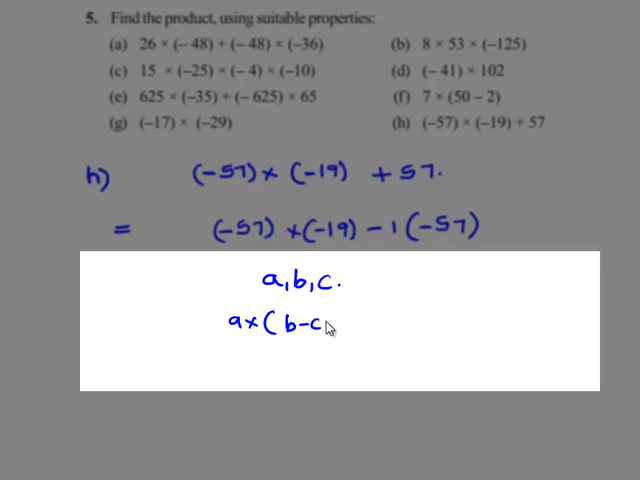 5. Find the product, using suitable properties:
(a) 26 × (– 48) + (– 48) × (–36) (b) 8 × 53 × (–125)
(c) 15 × (–25) × (– 4) × (–10) (d) (– 41) × 102
(e) 625 × (–35) + (– 625) × 65 (f) 7 × (50 – 2)
(g) (–17) × (–29) (h) (–57) × (–19) + 57
h) (-57) × (-19) + 57.
= (-57) × (-19) - 1 (-57)
a, b, c.
a × ( b - c